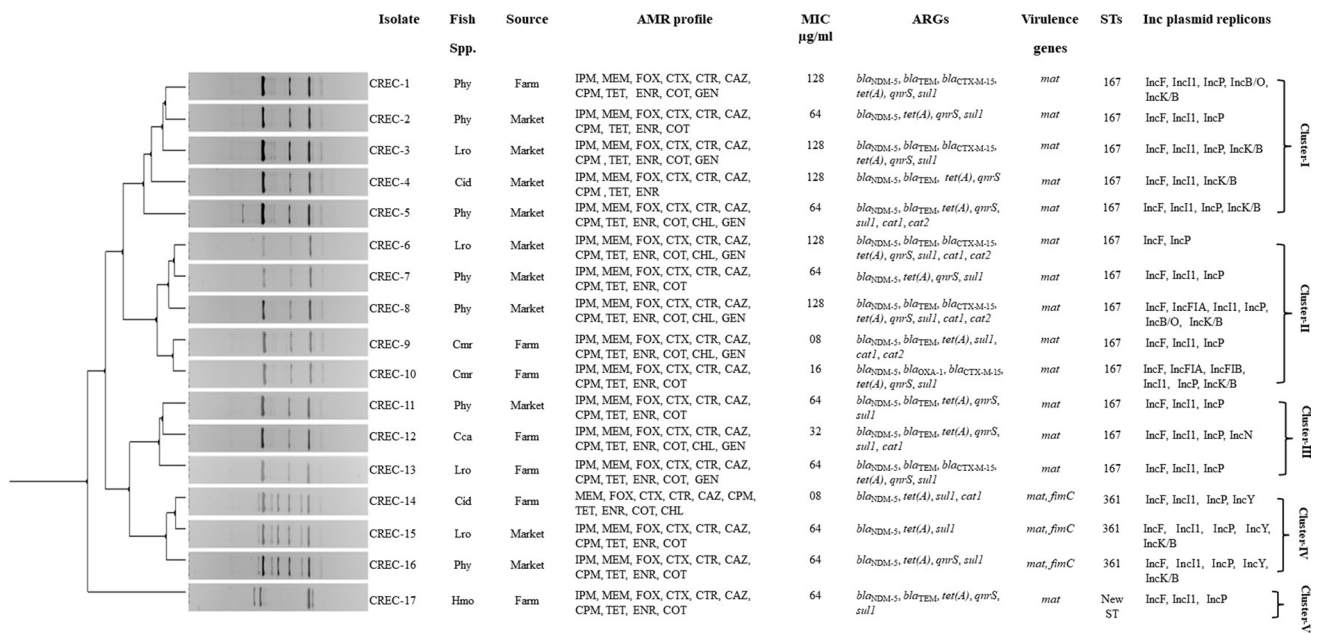 Isolate Fish Source AMR profile MIC ARGs Virulence STs Inc plasmid replicons
Spp. µg/ml genes
CREC-1 Phy Farm IPM, MEM, FOX, CTX, CTR, CAZ, 128 blaNDM-5, blaTEM, blaCTX-M-15, mat 167 IncF, IncI1, IncP, IncB/O,
CPM, TET, ENR, COT, GEN tet(A), qnrS, sul1 IncK/B
CREC-2 Phy Market IPM, MEM, FOX, CTX, CTR, CAZ, 64 blaNDM-5, tet(A), qnrS, sul1 mat 167 IncF, IncI1, IncP
CPM, TET, ENR, COT
CREC-3 Lro Market IPM, MEM, FOX, CTX, CTR, CAZ, 128 blaNDM-5, blaTEM, blaCTX-M-15, mat 167 IncF, IncI1, IncP, IncK/B
CPM , TET, ENR, COT, GEN tet(A), qnrS, sul1
CREC-4 Cid Market IPM, MEM, FOX, CTX, CTR, CAZ, 128 blaNDM-5, blaTEM, tet(A), qnrS mat 167 IncF, IncI1, IncK/B
CPM , TET, ENR
CREC-5 Phy Market IPM, MEM, FOX, CTX, CTR, CAZ, 64 blaNDM-5, blaTEM, tet(A), qnrS, mat 167 IncF, IncI1, IncP, IncK/B
CPM, TET, ENR, COT, CHL, GEN sul1, cat1, cat2
Cluster-I
CREC-6 Lro Market IPM, MEM, FOX, CTX, CTR, CAZ, 128 blaNDM-5, blaTEM, blaCTX-M-15, mat 167 IncF, IncP
CPM, TET, ENR, COT, CHL, GEN tet(A), qnrS, sul1, cat1, cat2
CREC-7 Phy Market IPM, MEM, FOX, CTX, CTR, CAZ, 64 blaNDM-5, tet(A), qnrS, sul1 mat 167 IncF, IncI1, IncP
CPM, TET, ENR, COT
CREC-8 Phy Market IPM, MEM, FOX, CTX, CTR, CAZ, 128 blaNDM-5, blaTEM, blaCTX-M-15, mat 167 IncF, IncFIA, IncI1, IncP,
CPM, TET, ENR, COT, CHL, GEN tet(A), qnrS, sul1, cat1, cat2 IncB/O, IncK/B
CREC-9 Cmr Farm IPM, MEM, FOX, CTX, CTR, CAZ, 08 blaNDM-5, blaTEM, tet(A), sul1, mat 167 IncF, IncI1, IncP
CPM, TET, ENR, COT, CHL, GEN cat1, cat2
CREC-10 Cmr Farm IPM, MEM, FOX, CTX, CTR, CAZ, 16 blaNDM-5, blaOXA-1, blaCTX-M-15, mat 167 IncF, IncFIA, IncFIB,
CPM, TET, ENR, COT tet(A), qnrS, sul1 IncI1, IncP, IncK/B
Cluster-II
CREC-11 Phy Market IPM, MEM, FOX, CTX, CTR, CAZ, 64 blaNDM-5, blaTEM, tet(A), qnrS, mat 167 IncF, IncI1, IncP
CPM, TET, ENR, COT sul1
CREC-12 Cca Farm IPM, MEM, FOX, CTX, CTR, CAZ, 32 blaNDM-5, blaTEM, tet(A), qnrS, mat 167 IncF, IncI1, IncP, IncN
CPM, TET, ENR, COT, CHL, GEN sul1, cat1
CREC-13 Lro Farm IPM, MEM, FOX, CTX, CTR, CAZ, 64 blaNDM-5, blaTEM, blaCTX-M-15, mat 167 IncF, IncI1, IncP
CPM, TET, ENR, COT, GEN tet(A), qnrS, sul1
Cluster-III
CREC-14 Cid Farm MEM, FOX, CTX, CTR, CAZ, CPM, 08 blaNDM-5, tet(A), sul1, cat1 mat, fimC 361 IncF, IncI1, IncP, IncY
TET, ENR, COT, CHL
CREC-15 Lro Market IPM, MEM, FOX, CTX, CTR, CAZ, 64 blaNDM-5, tet(A), sul1 mat, fimC 361 IncF, IncI1, IncP, IncY,
CPM, TET, ENR, COT IncK/B
CREC-16 Phy Market IPM, MEM, FOX, CTX, CTR, CAZ, 64 blaNDM-5, tet(A), qnrS, sul1 mat, fimC 361 IncF, IncI1, IncP, IncY,
CPM, TET, ENR, COT IncK/B
Cluster-IV
CREC-17 Hmo Farm IPM, MEM, FOX, CTX, CTR, CAZ, 64 blaNDM-5, blaTEM, tet(A), qnrS, mat New IncF, IncI1, IncP
CPM, TET, ENR, COT sul1 ST
Cluster-V